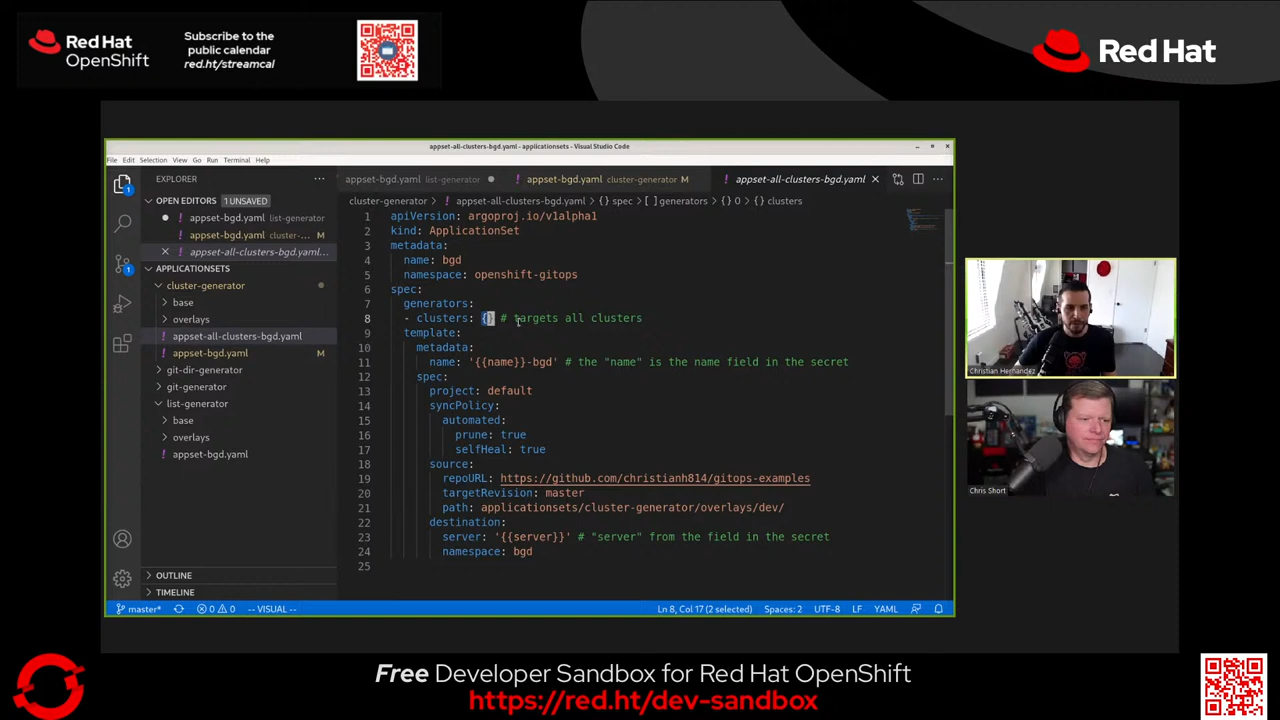 Red Hat
OpenShift
Subscribe to the
public calendar
red.ht/streamcal
Red Hat
appset-all-clusters-bgd.yaml - applicationsets - Visual Studio Code
File Edit Selection View Go Run Terminal Help
EXPLORER
OPEN EDITORS 1 UNSAVED
appset-bgd.yaml list-generator
appset-bgd.yaml cluster-... M
appset-all-clusters-bgd.yaml...
APPLICATIONSETS
cluster-generator
base
overlays
appset-all-clusters-bgd.yaml
appset-bgd.yaml M
git-dir-generator
git-generator
list-generator
base
overlays
appset-bgd.yaml
OUTLINE
TIMELINE
appset-bgd.yaml list-generator
appset-bgd.yaml cluster-generator M
appset-all-clusters-bgd.yaml
cluster-generator > appset-all-clusters-bgd.yaml > {} spec > [ ] generators > {} 0 > {} clusters
1 apiVersion: argoproj.io/v1alpha1
2 kind: ApplicationSet
3 metadata:
4 name: bgd
5 namespace: openshift-gitops
6 spec:
7 generators:
8 - clusters: {} # targets all clusters
9 template:
10 metadata:
11 name: '{{name}}-bgd' # the "name" is the name field in the secret
12 spec:
13 project: default
14 syncPolicy:
15 automated:
16 prune: true
17 selfHeal: true
18 source:
19 repoURL: https://github.com/christianh814/gitops-examples
20 targetRevision: master
21 path: applicationsets/cluster-generator/overlays/dev/
22 destination:
23 server: '{{server}}' # "server" from the field in the secret
24 namespace: bgd
25
master* 0 0 -- VISUAL -- Ln 8, Col 17 (2 selected) Spaces: 2 UTF-8 LF YAML
Christian Hernandez
Chris Short
Free Developer Sandbox for Red Hat OpenShift
https://red.ht/dev-sandbox